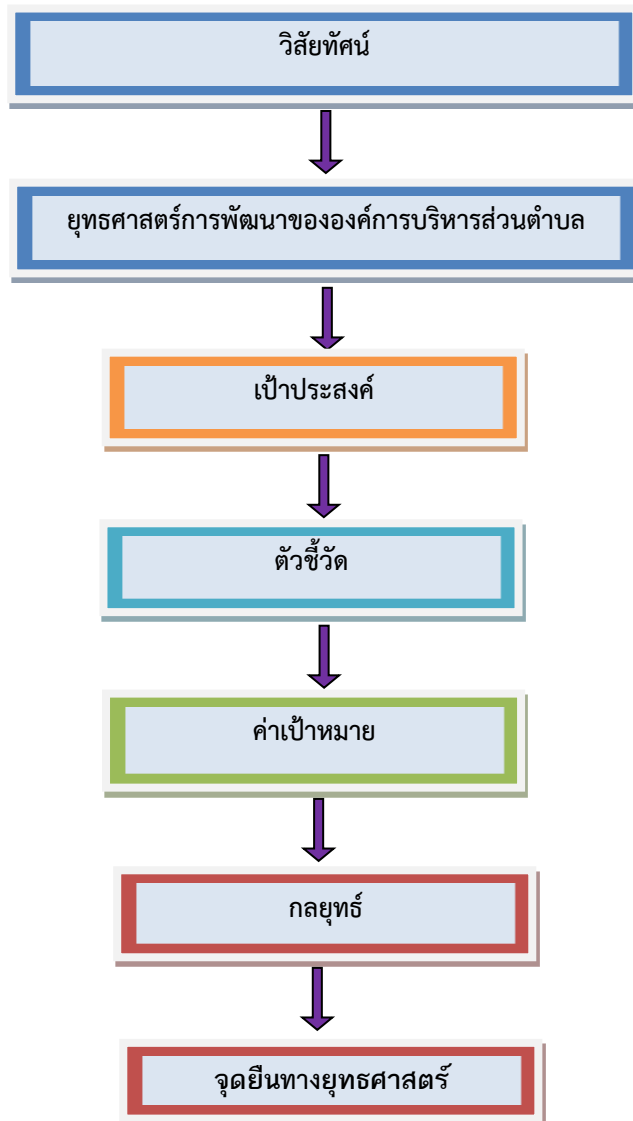 วิสัยทัศน์
ยุทธศาสตร์การพัฒนาขององค์การบริหารส่วนตำบล
เป้าประสงค์
ตัวชี้วัด
ค่าเป้าหมาย
กลยุทธ์
จุดยืนทางยุทธศาสตร์